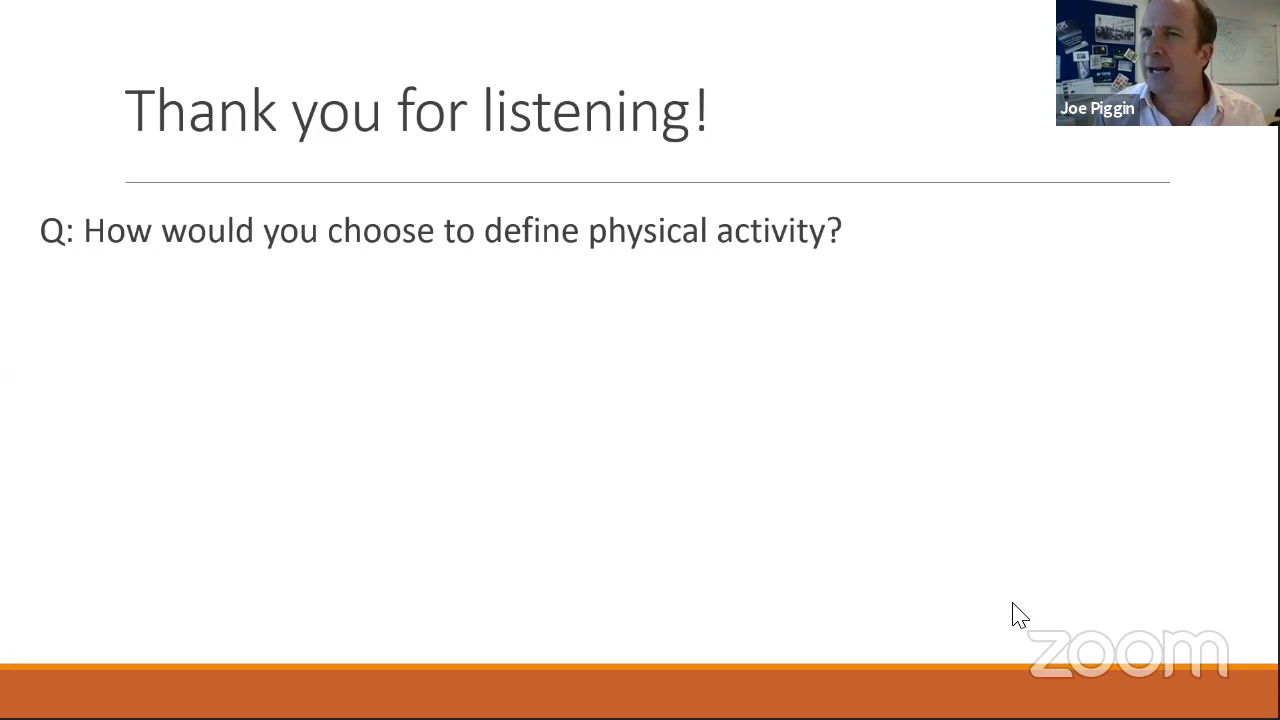 Thank you for listening!
Joe Piggin
Q: How would you choose to define physical activity?
zoom